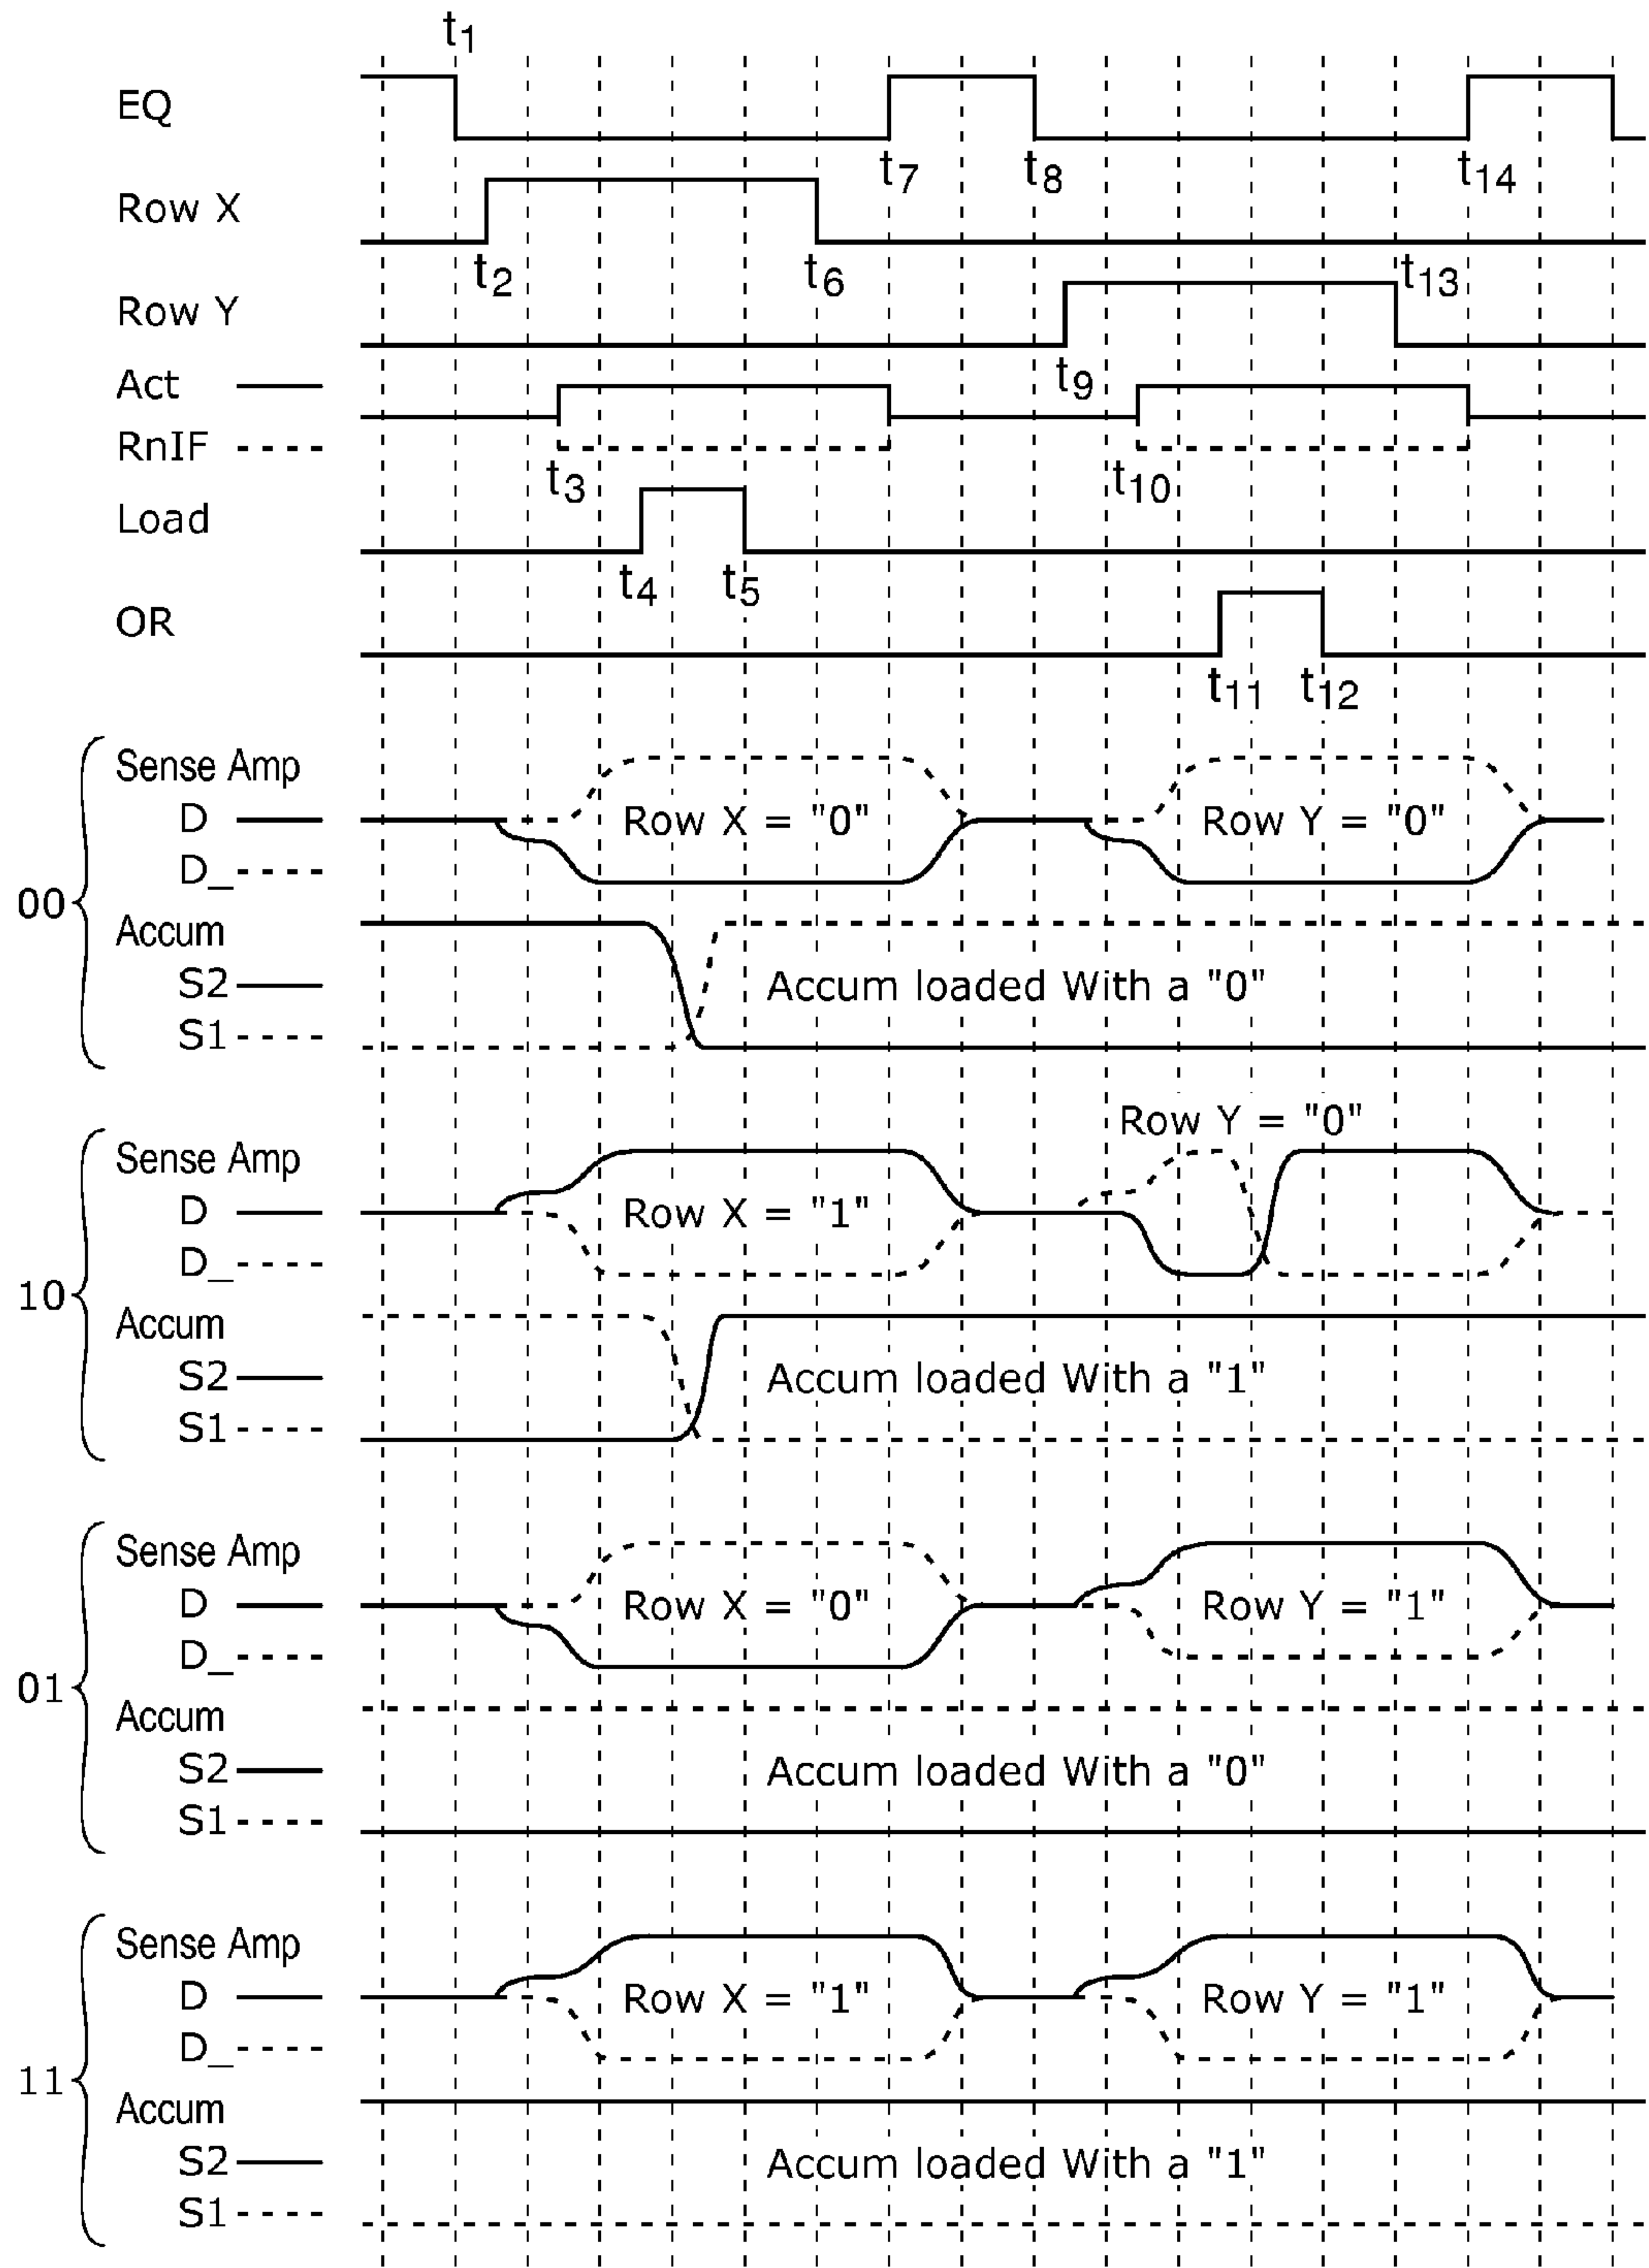 t1
EQ
t7 t8 t14
Row X
t2 t6 t13
Row Y
t9
Act
RnIF
t3 t10
Load
t4 t5
OR
t11 t12
Sense Amp
D Row X = "0" Row Y = "0"
D_
00
Accum
S2 Accum loaded With a "0"
S1
Row Y = "0"
Sense Amp
D Row X = "1"
D_
10
Accum
S2 Accum loaded With a "1"
S1
Sense Amp
D Row X = "0" Row Y = "1"
D_
01
Accum
S2 Accum loaded With a "0"
S1
Sense Amp
D Row X = "1" Row Y = "1"
D_
11
Accum
S2 Accum loaded With a "1"
S1